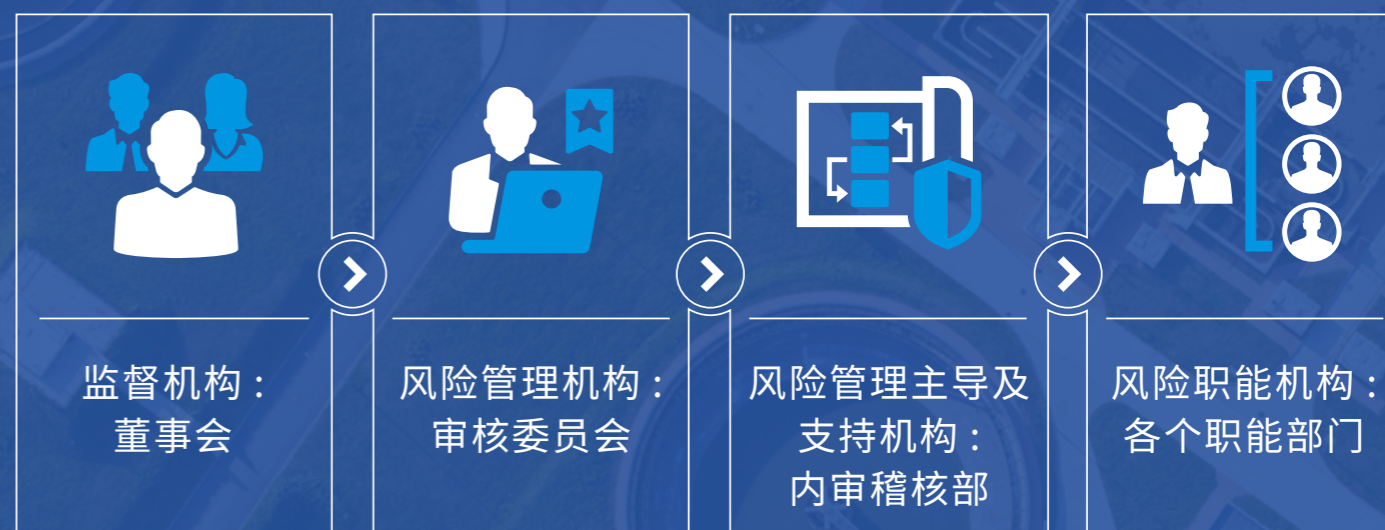 监督机构：
董事会
风险管理机构：
审核委员会
风险管理主导及
支持机构：
内审稽核部
风险职能机构：
各个职能部门